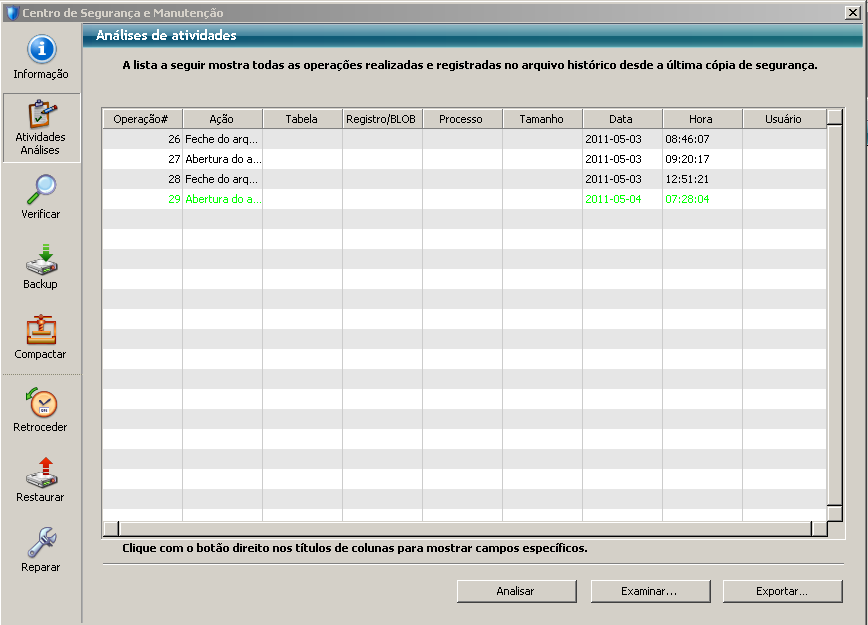 Centro de Segurança e Manutenção
Análises de atividades
Informação
Atividades
Análises
Verificar
Backup
Compactar
Retroceder
Restaurar
Reparar
A lista a seguir mostra todas as operações realizadas e registradas no arquivo histórico desde a última cópia de segurança.
Operação# Ação Tabela Registro/BLOB Processo Tamanho Data Hora Usuário
26 Feche do arq... 2011-05-03 08:46:07
27 Abertura do a... 2011-05-03 09:20:17
28 Feche do arq... 2011-05-03 12:51:21
29 Abertura do a... 2011-05-04 07:28:04
Clique com o botão direito nos títulos de colunas para mostrar campos específicos.
Analisar Examinar... Exportar...